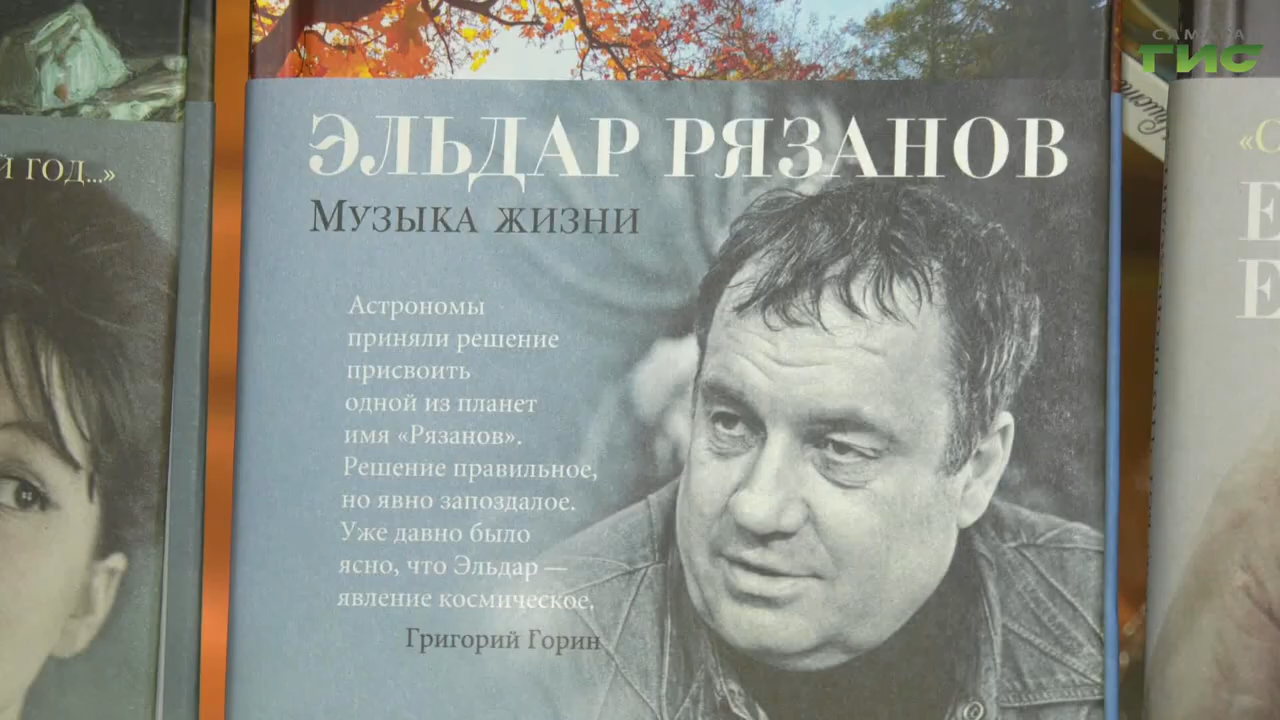 САМАРА
ГИС
Й ГОД...»
ЭЛЬДАР РЯЗАНОВ
МУЗЫКА ЖИЗНИ
Астрономы
приняли решение
присвоить
одной из планет
имя «Рязанов».
Решение правильное,
но явно запоздалое.
Уже давно было
ясно, что Эльдар —
явление космическое.
Григорий Горин
«С
Е
Е